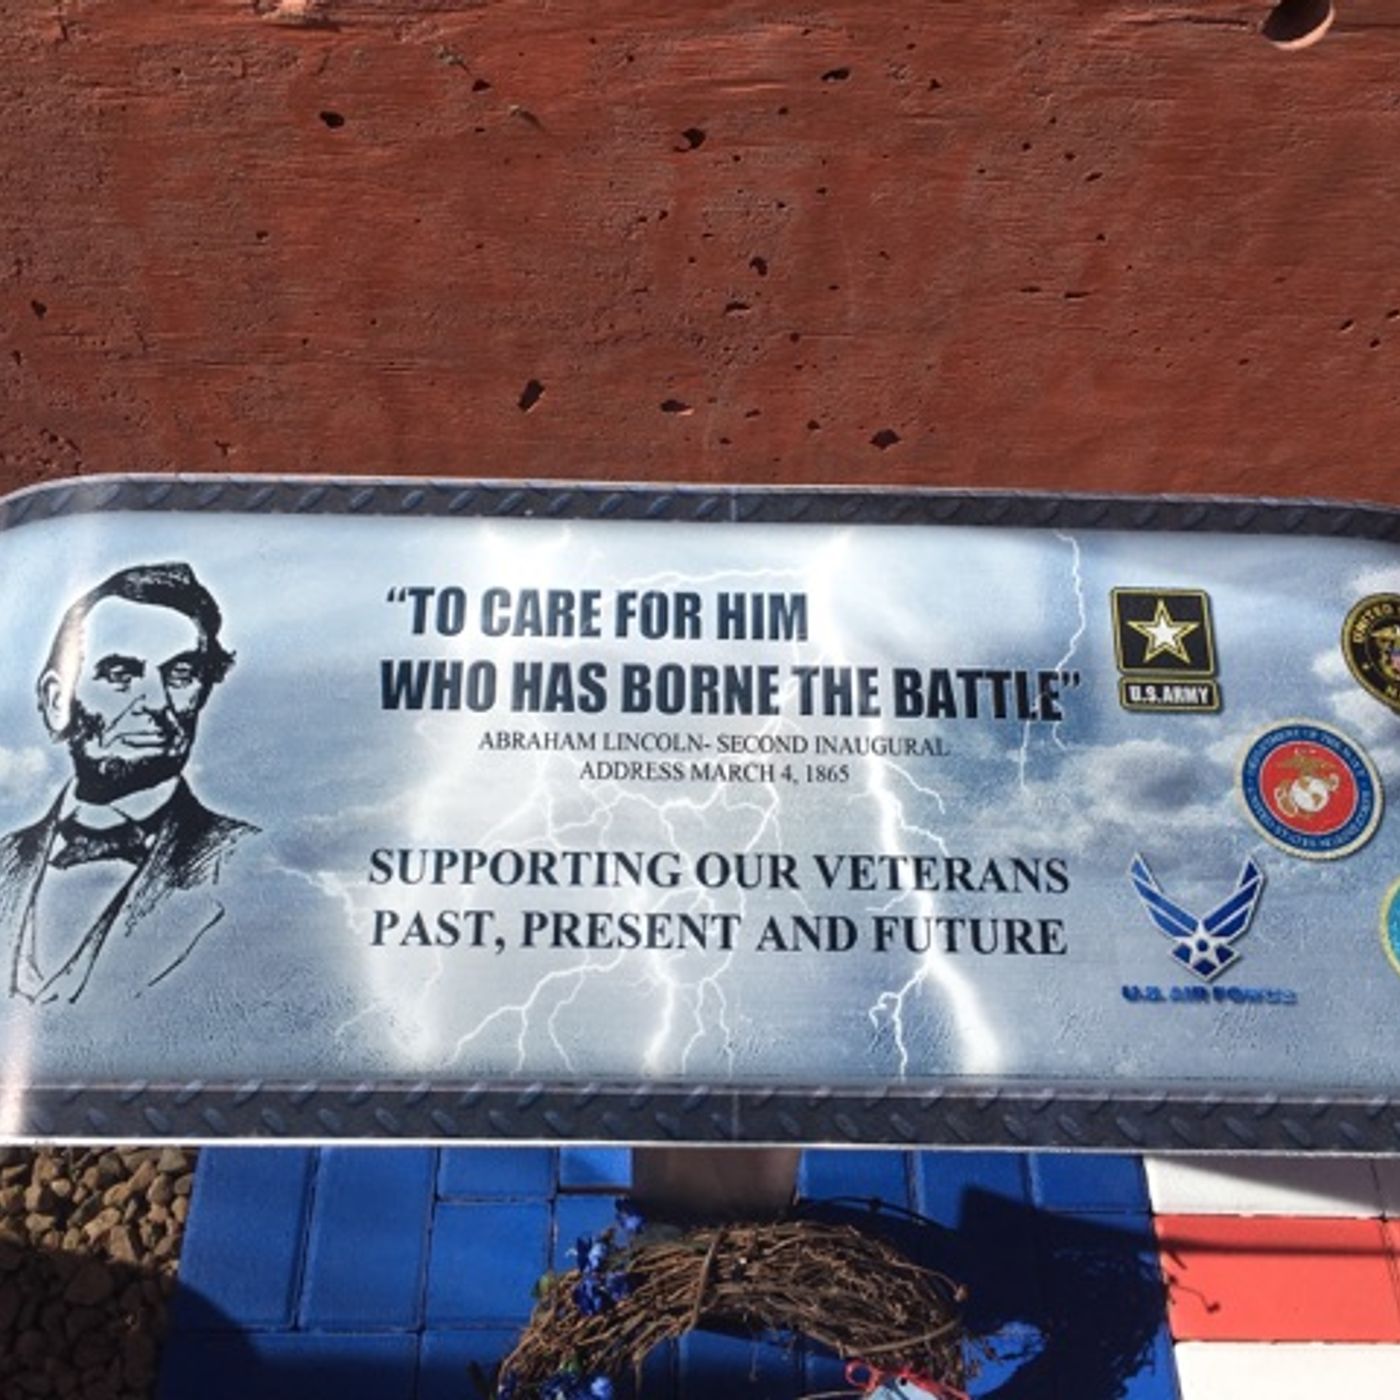 “TO CARE FOR HIM
WHO HAS BORNE THE BATTLE”
ABRAHAM LINCOLN- SECOND INAUGURAL
ADDRESS MARCH 4, 1865
SUPPORTING OUR VETERANS
PAST, PRESENT AND FUTURE
U.S.ARMY
U.S. AIR FORCE